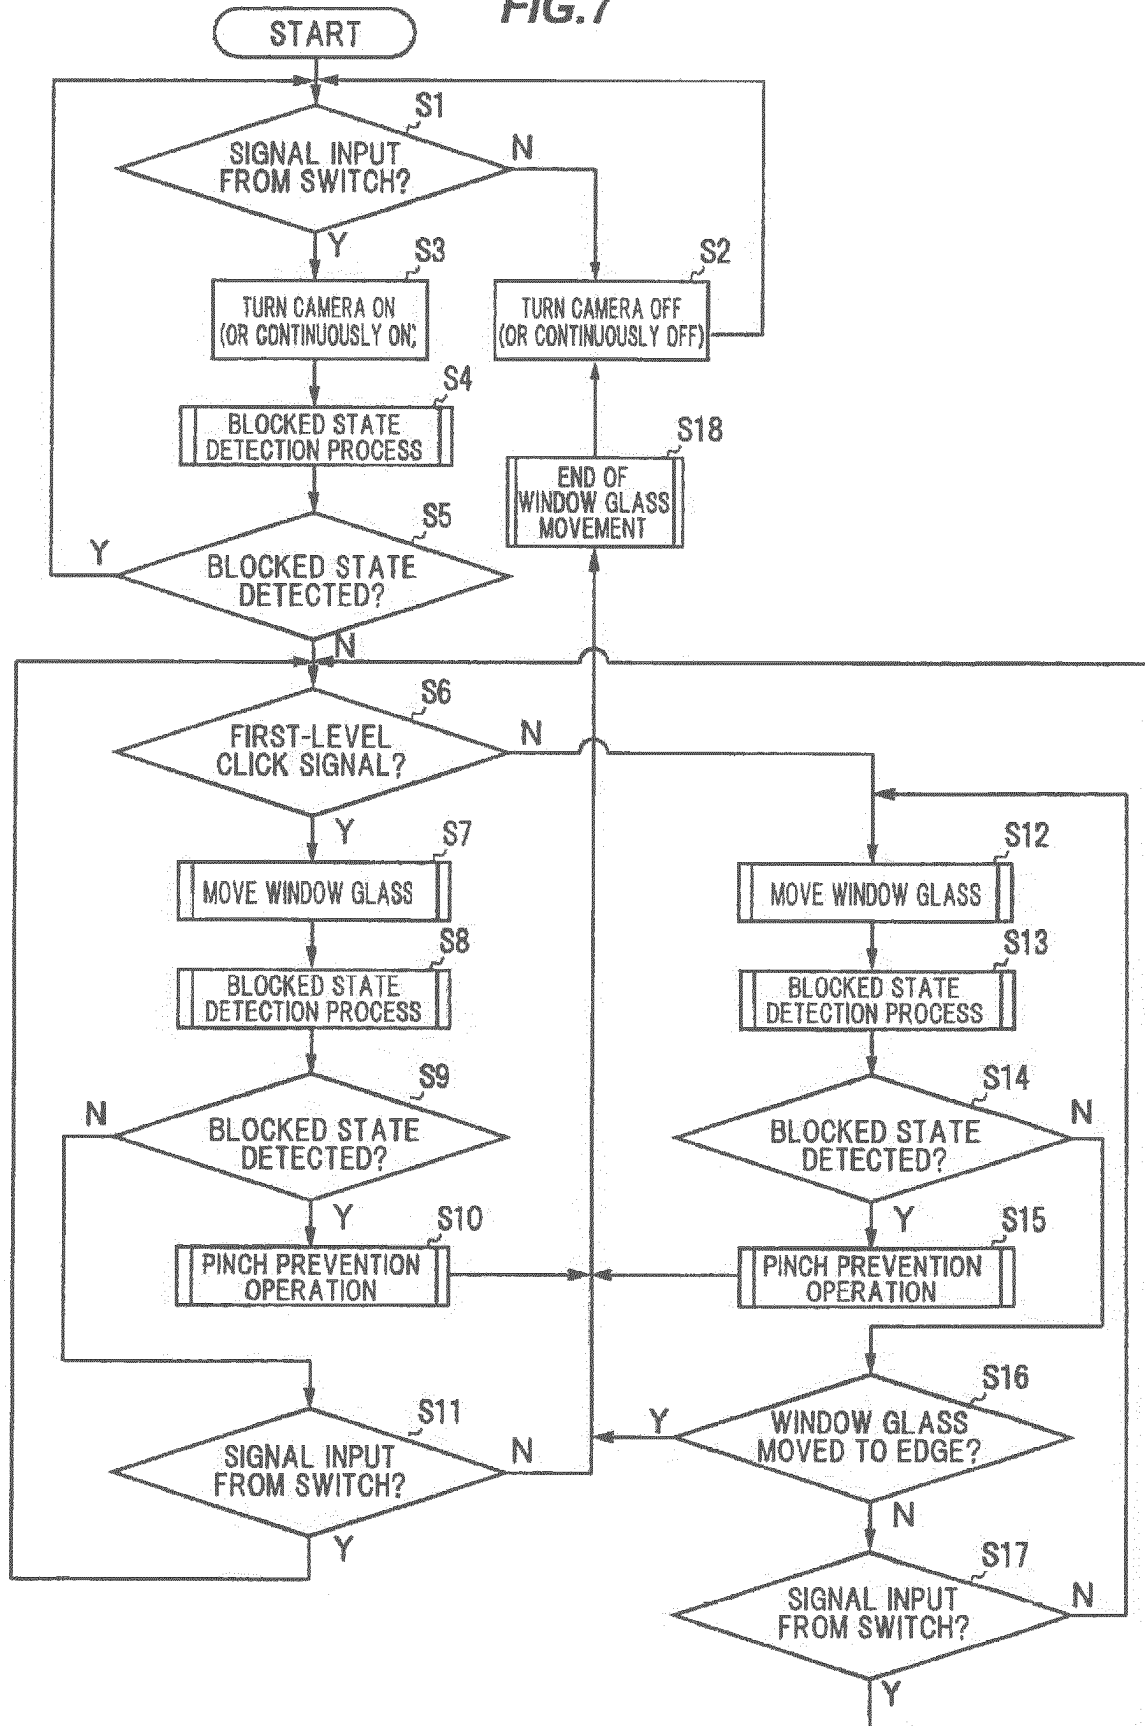 FIG.7
START
S1
SIGNAL INPUT
FROM SWITCH?
N
Y
S3
TURN CAMERA ON
(OR CONTINUOUSLY ON)
S2
TURN CAMERA OFF
(OR CONTINUOUSLY OFF)
S4
BLOCKED STATE
DETECTION PROCESS
S18
END OF
WINDOW GLASS
MOVEMENT
S5
Y
BLOCKED STATE
DETECTED?
N
S6
FIRST-LEVEL
CLICK SIGNAL?
N
Y
S7
MOVE WINDOW GLASS
S12
MOVE WINDOW GLASS
S8
BLOCKED STATE
DETECTION PROCESS
S13
BLOCKED STATE
DETECTION PROCESS
S9
N
BLOCKED STATE
DETECTED?
Y
S14
N
BLOCKED STATE
DETECTED?
Y
S10
PINCH PREVENTION
OPERATION
S15
PINCH PREVENTION
OPERATION
S16
Y
WINDOW GLASS
MOVED TO EDGE?
N
S11
SIGNAL INPUT
FROM SWITCH?
N
Y
S17
SIGNAL INPUT
FROM SWITCH?
N
Y